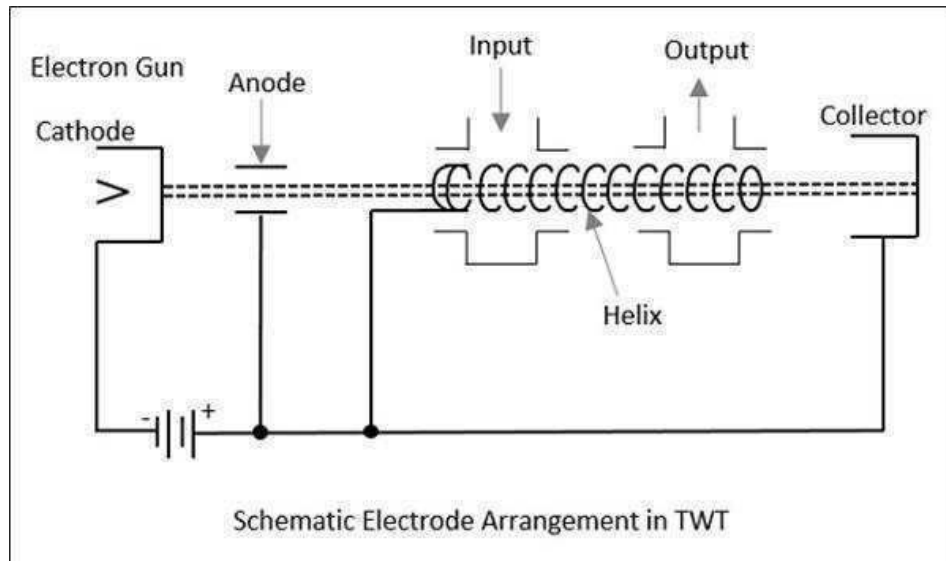 Input
Output
Electron Gun
Anode
Cathode
Collector
Helix
- +
Schematic Electrode Arrangement in TWT